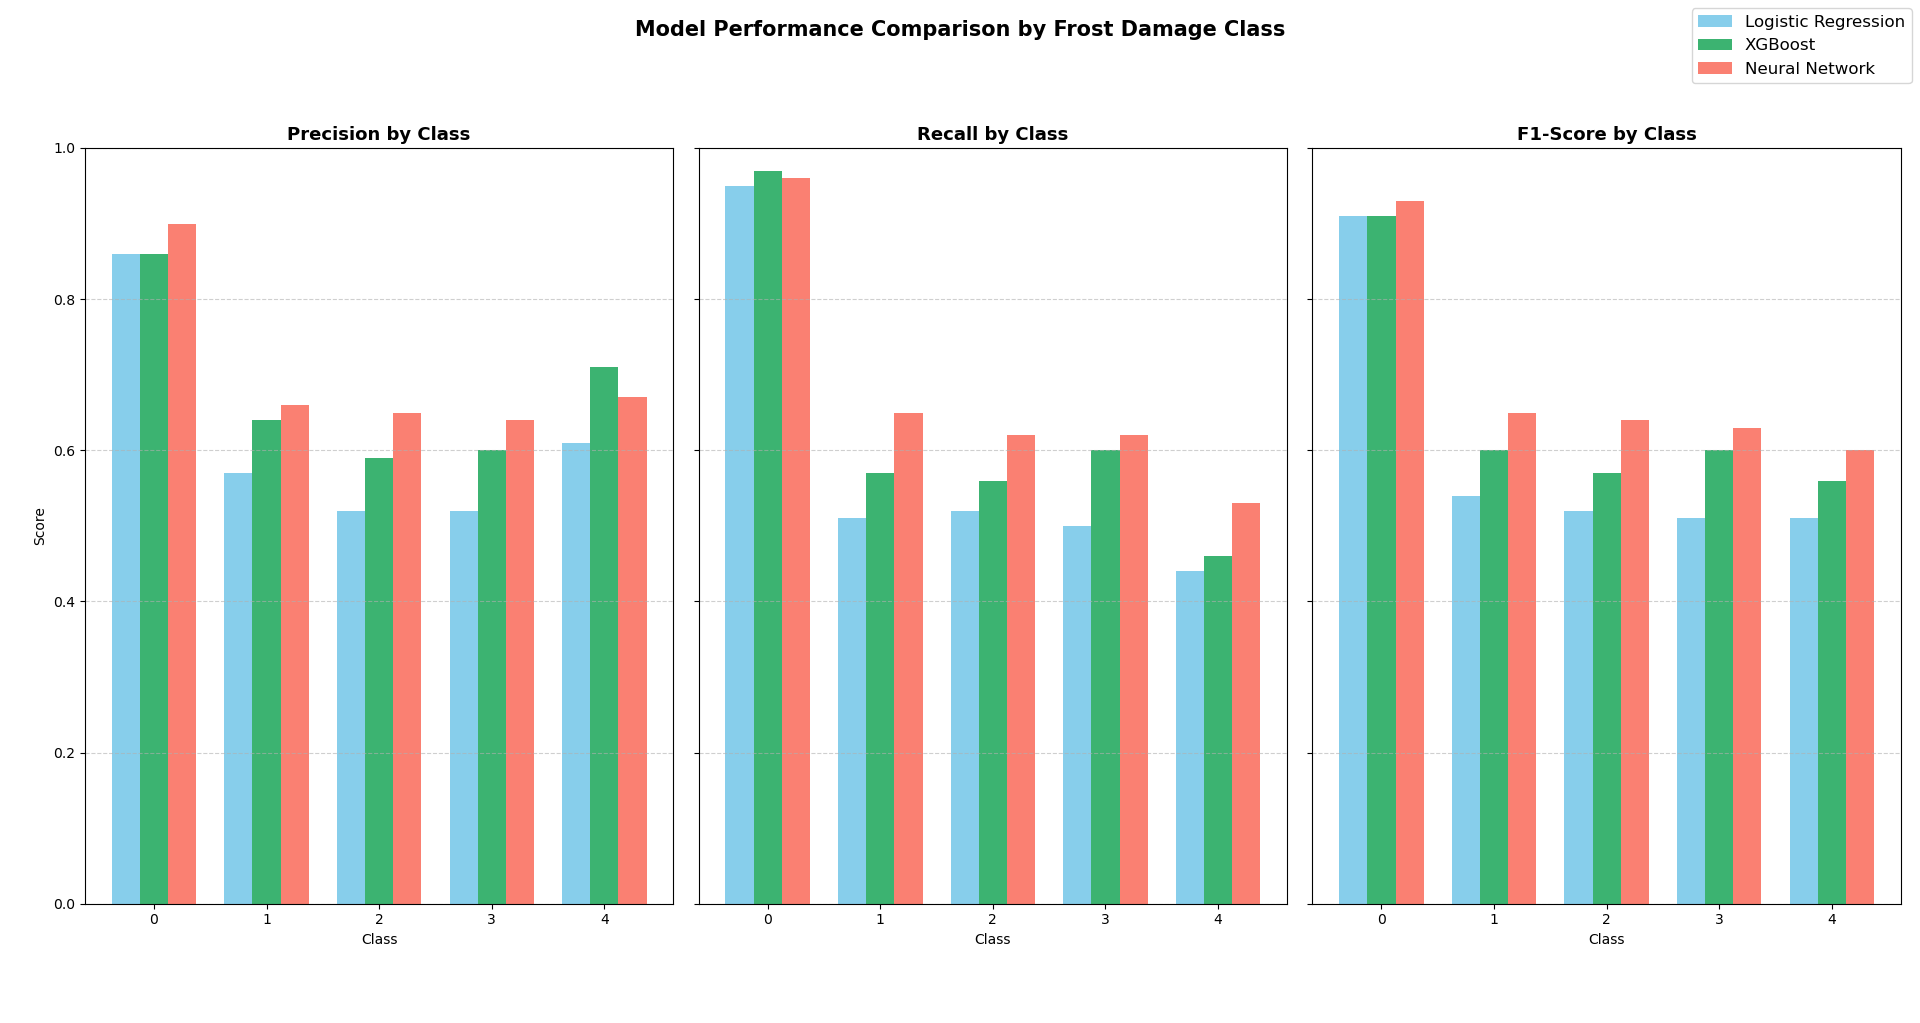 Model Performance Comparison by Frost Damage Class
Logistic Regression
XGBoost
Neural Network
Precision by Class
1.0
0.8
0.6
0.4
0.2
0.0
Score
0 1 2 3 4
Class
Recall by Class
0 1 2 3 4
Class
F1-Score by Class
0 1 2 3 4
Class